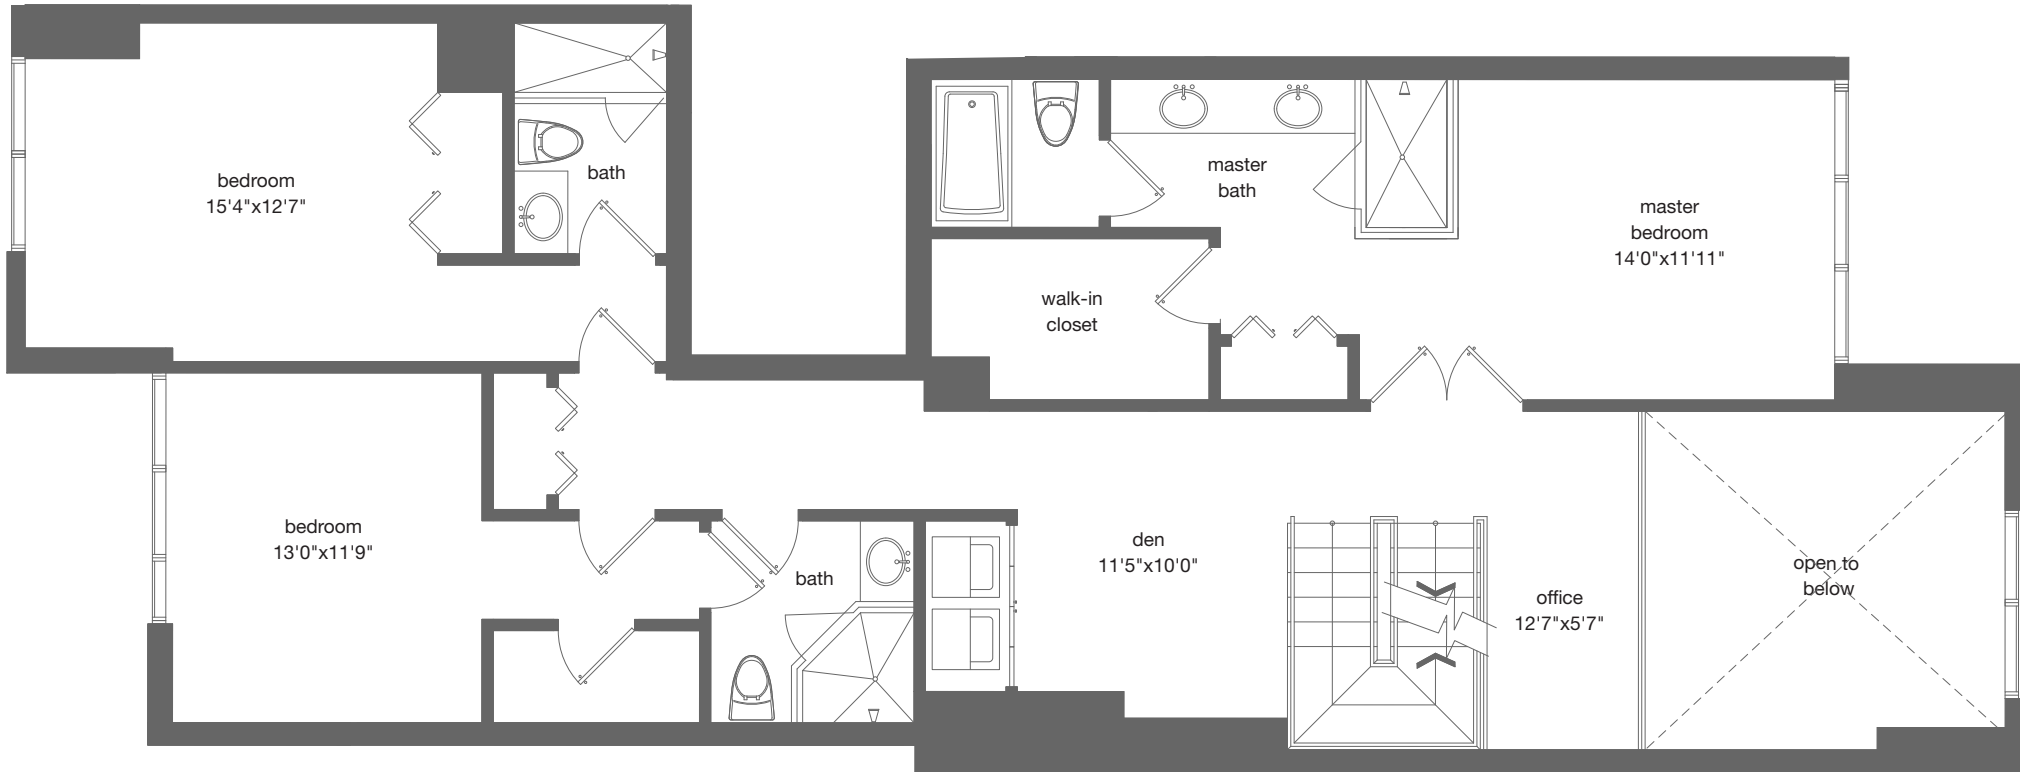 bedroom
15'4"x12'7"
bath
master
bath
master
bedroom
14'0"x11'11"
walk-in
closet
bedroom
13'0"x11'9"
bath
den
11'5"x10'0"
office
12'7"x5'7"
open to
below